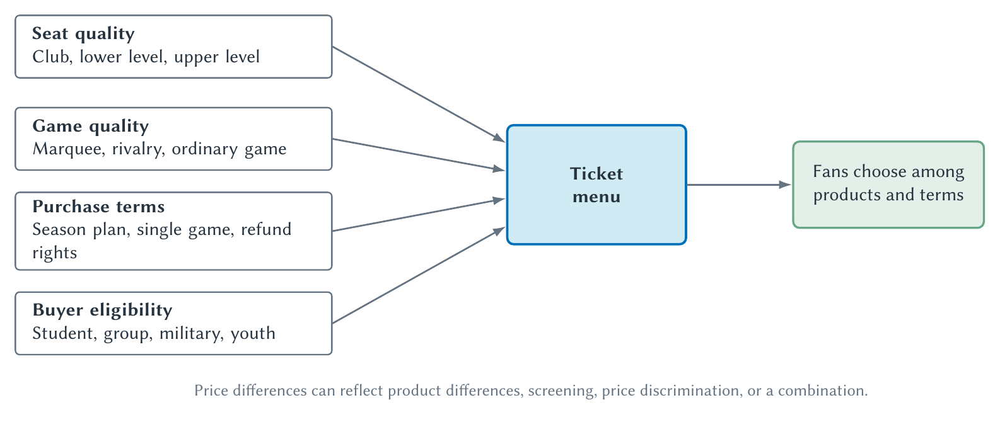 Seat quality
Club, lower level, upper level
Game quality
Marquee, rivalry, ordinary game
Purchase terms
Season plan, single game, refund
rights
Buyer eligibility
Student, group, military, youth
Ticket
menu
Fans choose among
products and terms
Price differences can reflect product differences, screening, price discrimination, or a combination.